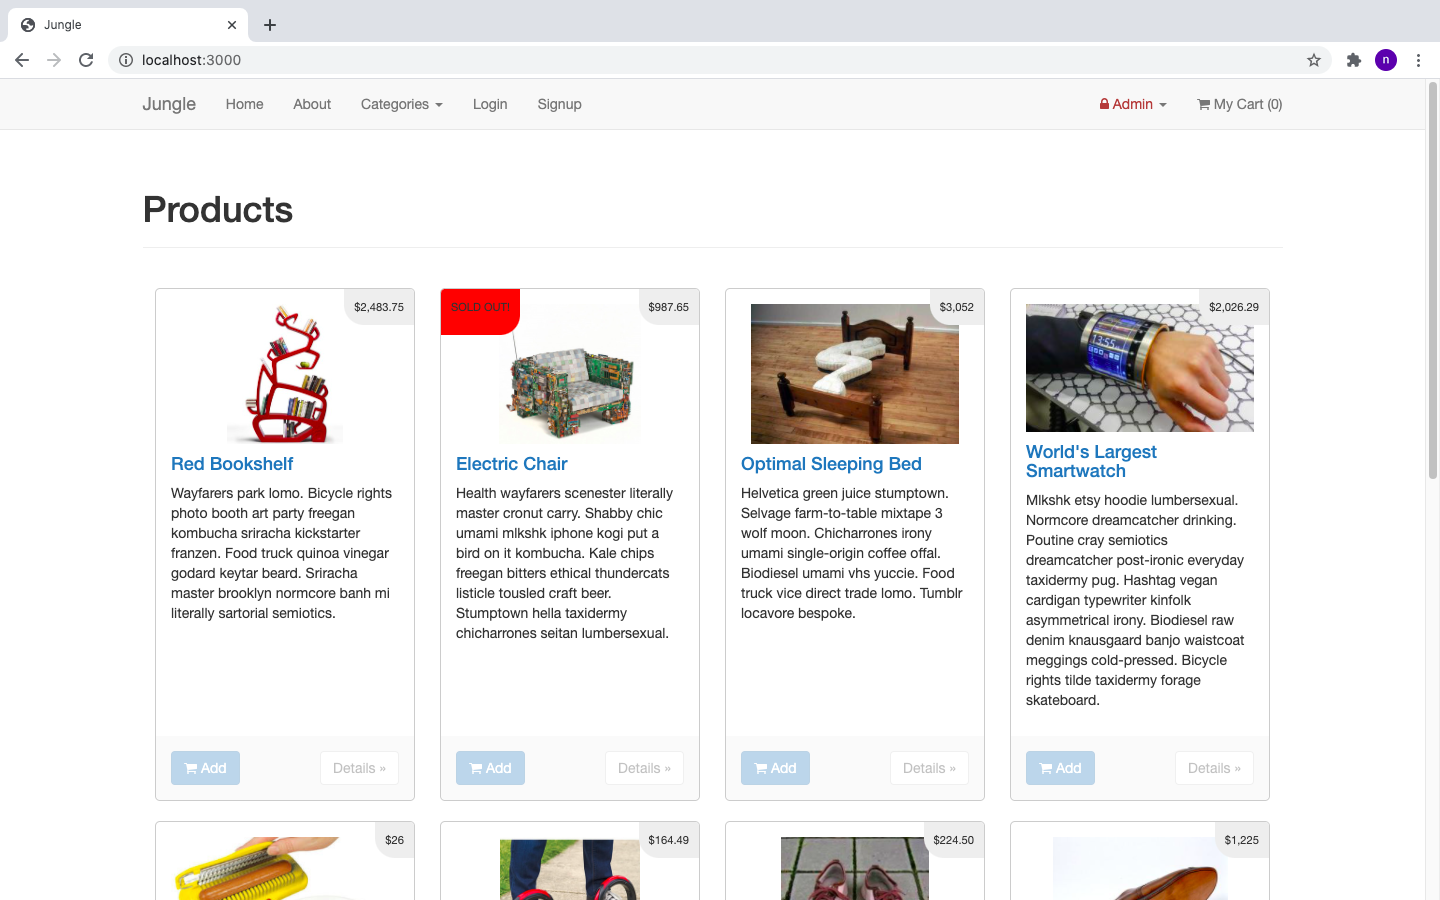 Jungle
localhost:3000
n
Jungle Home About Categories Login Signup Admin My Cart (0)
Products
$2,483.75
SOLD OUT!
$987.65
$3,052
$2,026.29
13:55
Red Bookshelf
Wayfarers park lomo. Bicycle rights
photo booth art party freegan
kombucha sriracha kickstarter
franzen. Food truck quinoa vinegar
godard keytar beard. Sriracha
master brooklyn normcore banh mi
literally sartorial semiotics.
Add Details »
Electric Chair
Health wayfarers scenester literally
master cronut carry. Shabby chic
umami mlkshk iphone kogi put a
bird on it kombucha. Kale chips
freegan bitters ethical thundercats
listicle tousled craft beer.
Stumptown hella taxidermy
chicharrones seitan lumbersexual.
Add Details »
Optimal Sleeping Bed
Helvetica green juice stumptown.
Selvage farm-to-table mixtape 3
wolf moon. Chicharrones irony
umami single-origin coffee offal.
Biodiesel umami vhs yuccie. Food
truck vice direct trade lomo. Tumblr
locavore bespoke.
Add Details »
World's Largest
Smartwatch
Mlkshk etsy hoodie lumbersexual.
Normcore dreamcatcher drinking.
Poutine cray semiotics
dreamcatcher post-ironic everyday
taxidermy pug. Hashtag vegan
cardigan typewriter kinfolk
asymmetrical irony. Biodiesel raw
denim knausgaard banjo waistcoat
meggings cold-pressed. Bicycle
rights tilde taxidermy forage
skateboard.
Add Details »
$26
$164.49
$224.50
$1,225